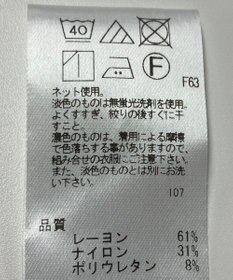 40
F
F63
ネット使用。
淡色のものは無蛍光洗剤を使用。
よくすすぎ、絞りの後すぐに干
すこと。
濃色のものは、着用による摩擦
で色落ちする事がありますので、
組み合せの衣服にご注意下さい。
また、淡色のものとは別にお洗
い下さい。
107
品質
レーヨン 61%
ナイロン 31%
ポリウレタン 8%